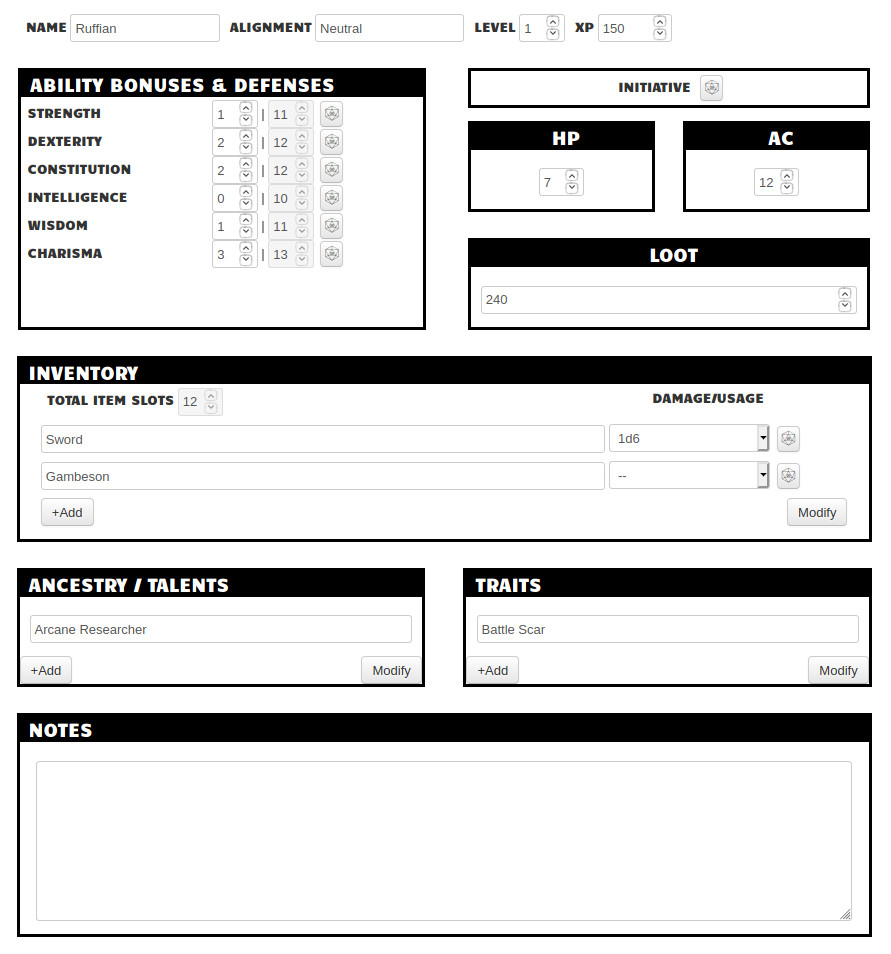 NAME Ruffian ALIGNMENT Neutral LEVEL 1 XP 150
ABILITY BONUSES & DEFENSES
STRENGTH 1 | 11
DEXTERITY 2 | 12
CONSTITUTION 2 | 12
INTELLIGENCE 0 | 10
WISDOM 1 | 11
CHARISMA 3 | 13
INITIATIVE
HP
7
AC
12
LOOT
240
INVENTORY
TOTAL ITEM SLOTS 12 DAMAGE/USAGE
Sword 1d6
Gambeson --
+Add Modify
ANCESTRY / TALENTS
Arcane Researcher
+Add Modify
TRAITS
Battle Scar
+Add Modify
NOTES